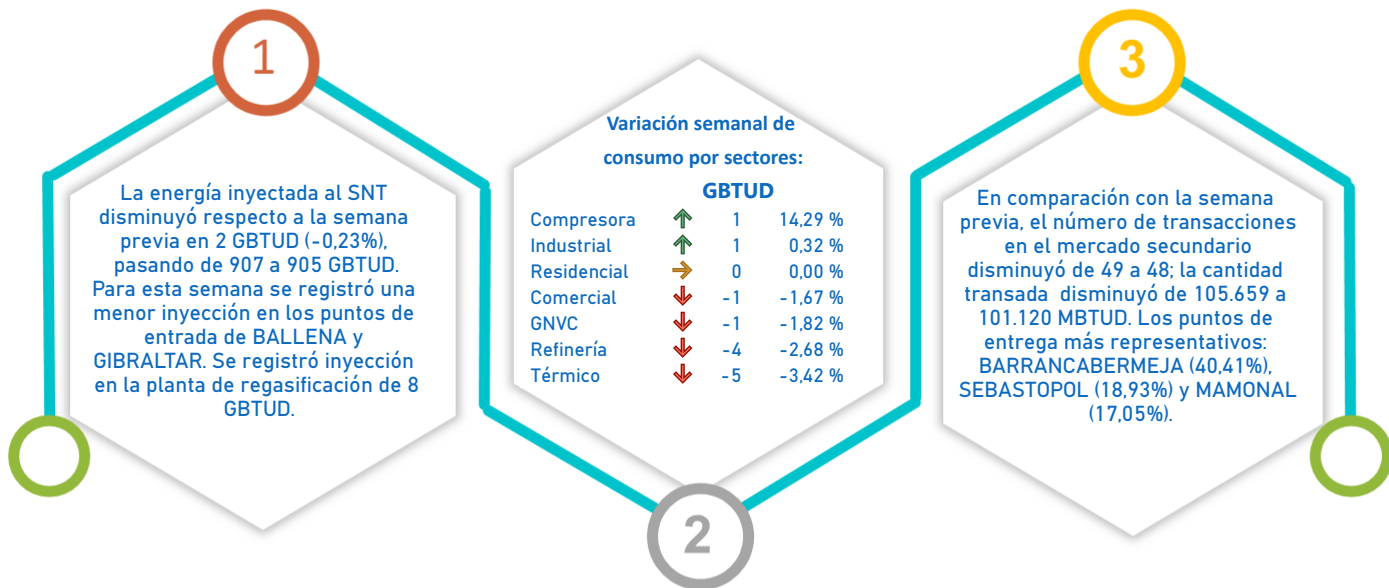 1
La energía inyectada al SNT
disminuyó respecto a la semana
previa en 2 GBTUD (-0,23%),
pasando de 907 a 905 GBTUD.
Para esta semana se registró una
menor inyección en los puntos de
entrada de BALLENA y
GIBRALTAR. Se registró inyección
en la planta de regasificación de 8
GBTUD.
Variación semanal de
consumo por sectores:
GBTUD
Compresora 1 14,29 %
Industrial 1 0,32 %
Residencial 0 0,00 %
Comercial -1 -1,67 %
GNVC -1 -1,82 %
Refinería -4 -2,68 %
Térmico -5 -3,42 %
2
3
En comparación con la semana
previa, el número de transacciones
en el mercado secundario
disminuyó de 49 a 48; la cantidad
transada disminuyó de 105.659 a
101.120 MBTUD. Los puntos de
entrega más representativos:
BARRANCABERMEJA (40,41%),
SEBASTOPOL (18,93%) y MAMONAL
(17,05%).